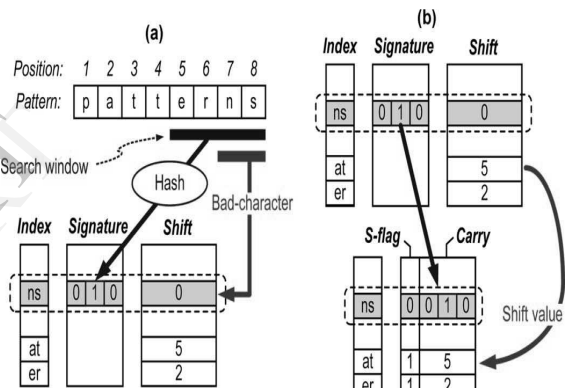 (a)
Position: 1 2 3 4 5 6 7 8
Pattern: p a t t e r n s
Search window
Hash
Bad-character
Index Signature Shift
ns 0 1 0 0
at 5
er 2
(b)
Index Signature Shift
ns 0 1 0 0
at 5
er 2
S-flag Carry
ns 0 0 1 0
Shift value
at 1 5
er 1 2